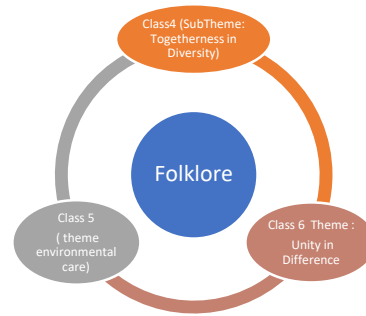 Class4 (SubTheme:
Togetherness in
Diversity)
Folklore
Class 5
( theme
environmental
care)
Class 6 Theme :
Unity in
Difference